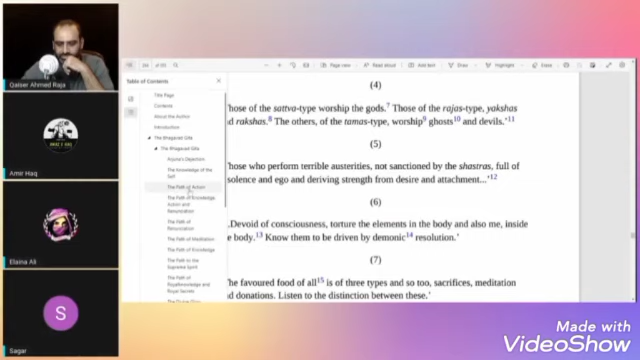 Qaiser Ahmed Raja
Amir Haq
Elaina Ali
S
Sagar
Page view
Read aloud
Add text
Draw
Highlight
Erase
Table of Contents
Title Page
Contents
About the Author
Introduction
The Bhagavad Gita
The Bhagavad Gita
Arjuna's Dejection
The Knowledge of the
Self
The Path of Action
The Path of Knowledge,
Action and
Renunciation
The Path of
Renunciation
The Path of Meditation
The Path of Knowledge
The Path to the
Supreme Spirit
The Path of
Royal Secrets
(4)
hose of the sattva-type worship the gods.7 Those of the rajas-type, yakshas
d rakshas.8 The others, of the tamas-type, worship9 ghosts10 and devils.'11
(5)
hose who perform terrible austerities, not sanctioned by the shastras, full of
solence and ego and deriving strength from desire and attachment...'12
(6)
.Devoid of consciousness, torture the elements in the body and also me, inside
e body.13 Know them to be driven by demonic14 resolution.'
(7)
he favoured food of all15 is of three types and so too, sacrifices, meditation
d donations. Listen to the distinction between these.'
Made with
VideoShow